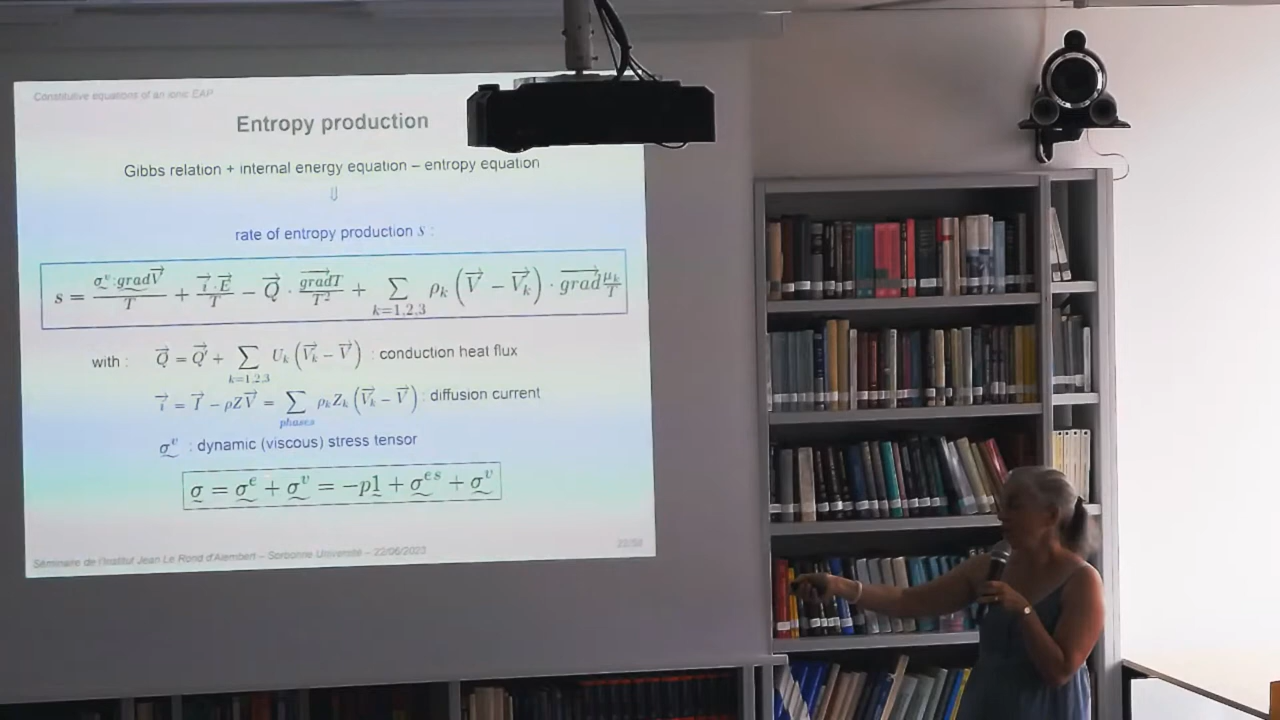 Constitutive equations of an ionic EAP
Entropy production
Gibbs relation + internal energy equation – entropy equation
⇓
rate of entropy production s :
s = σ^v:grad V⃗ / T + i⃗ . E⃗ / T − Q⃗ · grad T / T² + ∑_{k=1,2,3} ρ_k (V⃗ − V⃗_k) · grad μ_k / T
with : Q⃗ = Q⃗′ + ∑_{k=1,2,3} U_k (V⃗_k − V⃗) : conduction heat flux
i⃗ = I⃗ − ρZV⃗ = ∑_{phases} ρ_k Z_k (V⃗_k − V⃗) : diffusion current
σ^v : dynamic (viscous) stress tensor
σ = σ^e + σ^v = −p1 + σ^{es} + σ^v
Séminaire de l'Institut Jean Le Rond d'Alembert – Sorbonne Université – 22/06/2023